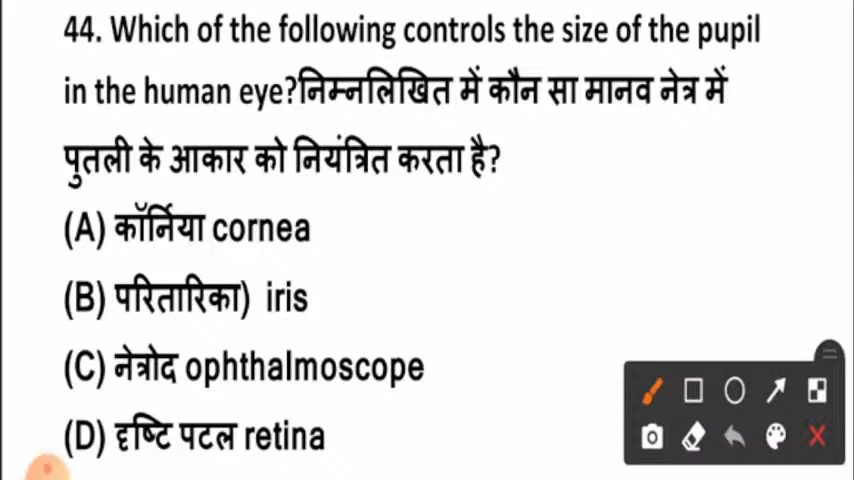 44. Which of the following controls the size of the pupil
in the human eye?निम्नलिखित में कौन सा मानव नेत्र में
पुतली के आकार को नियंत्रित करता है?
(A) कॉर्निया cornea
(B) परितारिका) iris
(C) नेत्रोद ophthalmoscope
(D) दृष्टि पटल retina